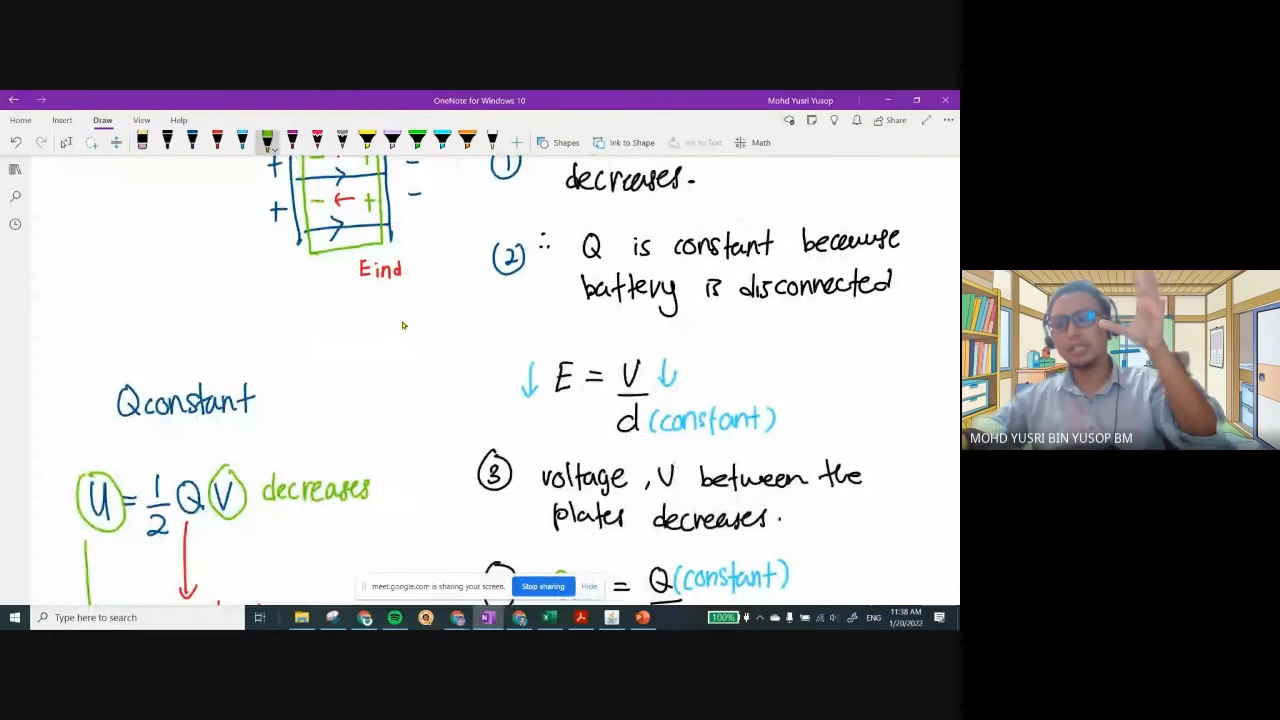 OneNote for Windows 10
Mohd Yusri Yusop
Home Insert Draw View Help
Share
Shapes Ink to Shape Ink to Text Math
+ - + -
- + -
+
Eind
① decreases.
② ∴ Q is constant because
battery is disconnected
↓ E = V ↓
d (constant)
③ voltage, V between the
plates decreases.
= Q (constant)
Q constant
U = 1/2 Q V decreases
meet.google.com is sharing your screen. Stop sharing Hide
MOHD YUSRI BIN YUSOP BM
Type here to search
100%
ENG
11:38 AM
1/20/2022